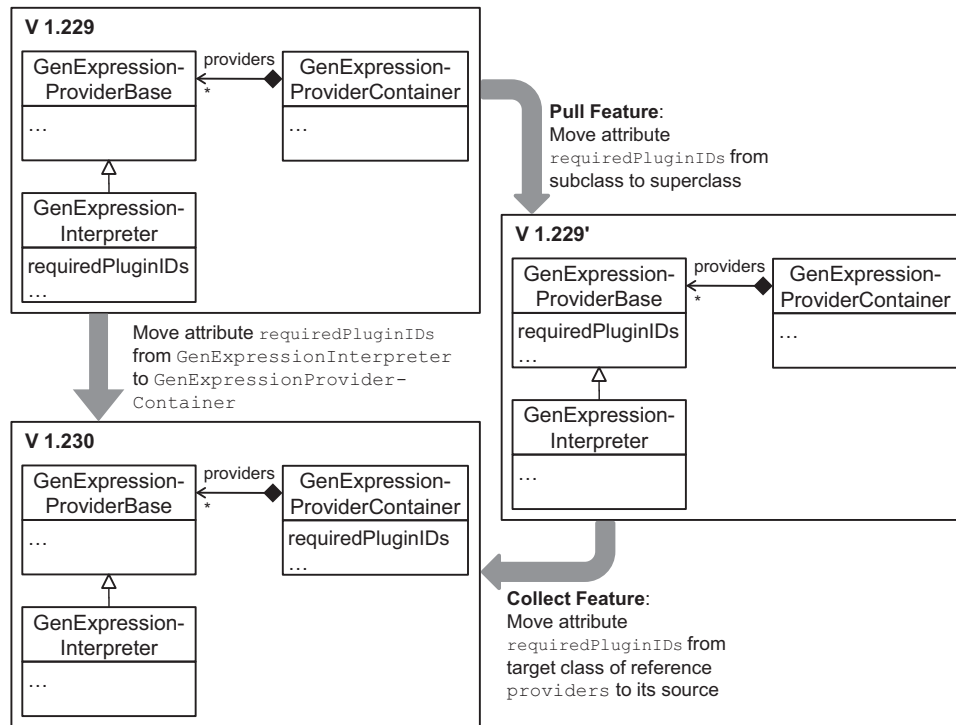 V 1.229
GenExpression-
ProviderBase
…
providers
*
GenExpression-
ProviderContainer
…
GenExpression-
Interpreter
requiredPluginIDs
…
Pull Feature:
Move attribute
requiredPluginIDs from
subclass to superclass
V 1.229'
GenExpression-
ProviderBase
requiredPluginIDs
…
providers
*
GenExpression-
ProviderContainer
…
GenExpression-
Interpreter
…
Move attribute requiredPluginIDs
from GenExpressionInterpreter
to GenExpressionProvider-
Container
V 1.230
GenExpression-
ProviderBase
…
providers
*
GenExpression-
ProviderContainer
requiredPluginIDs
…
GenExpression-
Interpreter
…
Collect Feature:
Move attribute
requiredPluginIDs from
target class of reference
providers to its source